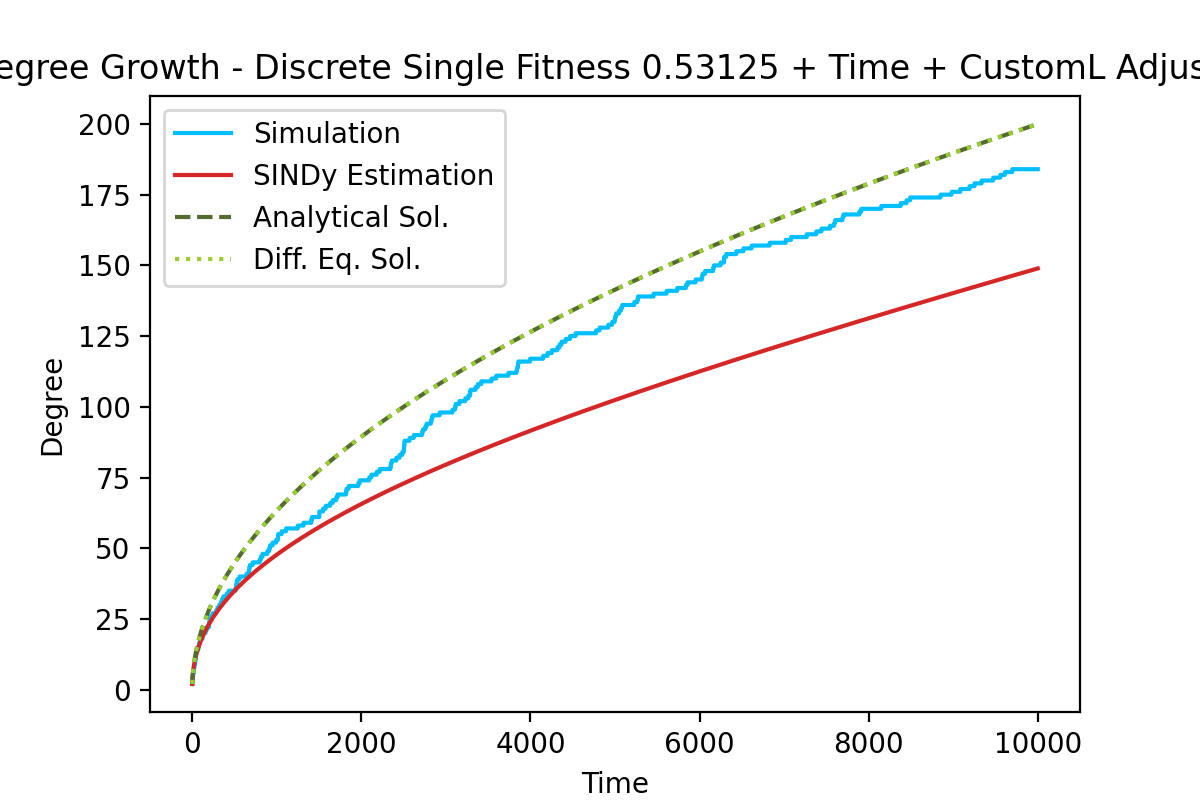 egree Growth - Discrete Single Fitness 0.53125 + Time + CustomL Adjus
Simulation
SINDy Estimation
Analytical Sol.
Diff. Eq. Sol.
200
175
150
125
100
75
50
25
0
Degree
0 2000 4000 6000 8000 10000
Time